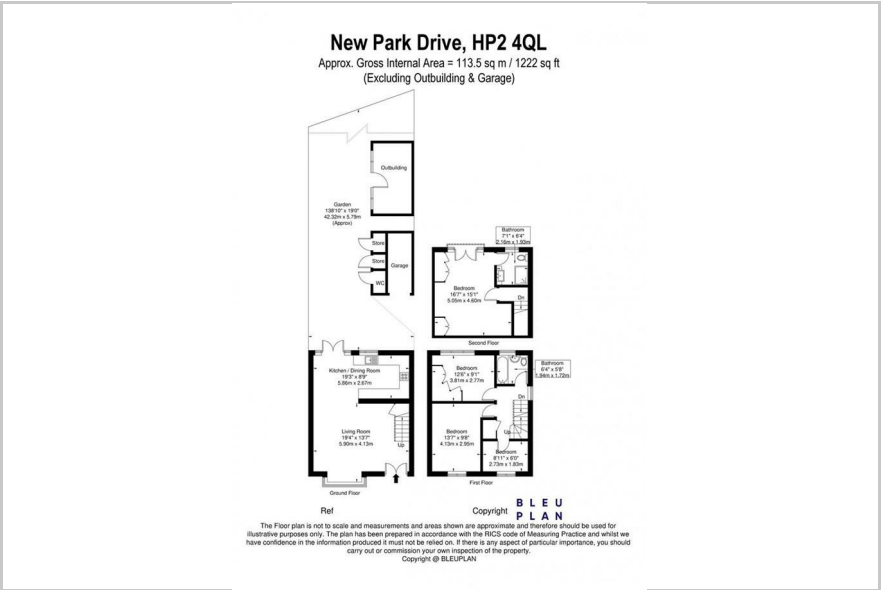 New Park Drive, HP2 4QL
Approx. Gross Internal Area = 113.5 sq m / 1222 sq ft
(Excluding Outbuilding & Garage)
Outbuilding
Garden
138'10" x 19'0"
42.32m x 5.79m
(Approx)
Store
Store
WC
Garage
Bathroom
7'1" x 6'4"
2.16m x 1.93m
Bedroom
16'7" x 15'1"
5.05m x 4.60m
Dn
Second Floor
Kitchen / Dining Room
19'3" x 8'9"
5.86m x 2.67m
Living Room
19'4" x 13'7"
5.90m x 4.13m
Up
Ground Floor
Bedroom
12'6" x 9'1"
3.81m x 2.77m
Bathroom
6'4" x 5'8"
1.94m x 1.72m
Dn
Bedroom
13'7" x 9'8"
4.13m x 2.95m
Up
Bedroom
8'11" x 6'0"
2.73m x 1.83m
First Floor
Ref
Copyright
BLEU
PLAN
The Floor plan is not to scale and measurements and areas shown are approximate and therefore should be used for
illustrative purposes only. The plan has been prepared in accordance with the RICS code of Measuring Practice and whilst we
have confidence in the information produced it must not be relied on. If there is any aspect of particular importance, you should
carry out or commission your own inspection of the property.
Copyright @ BLEUPLAN